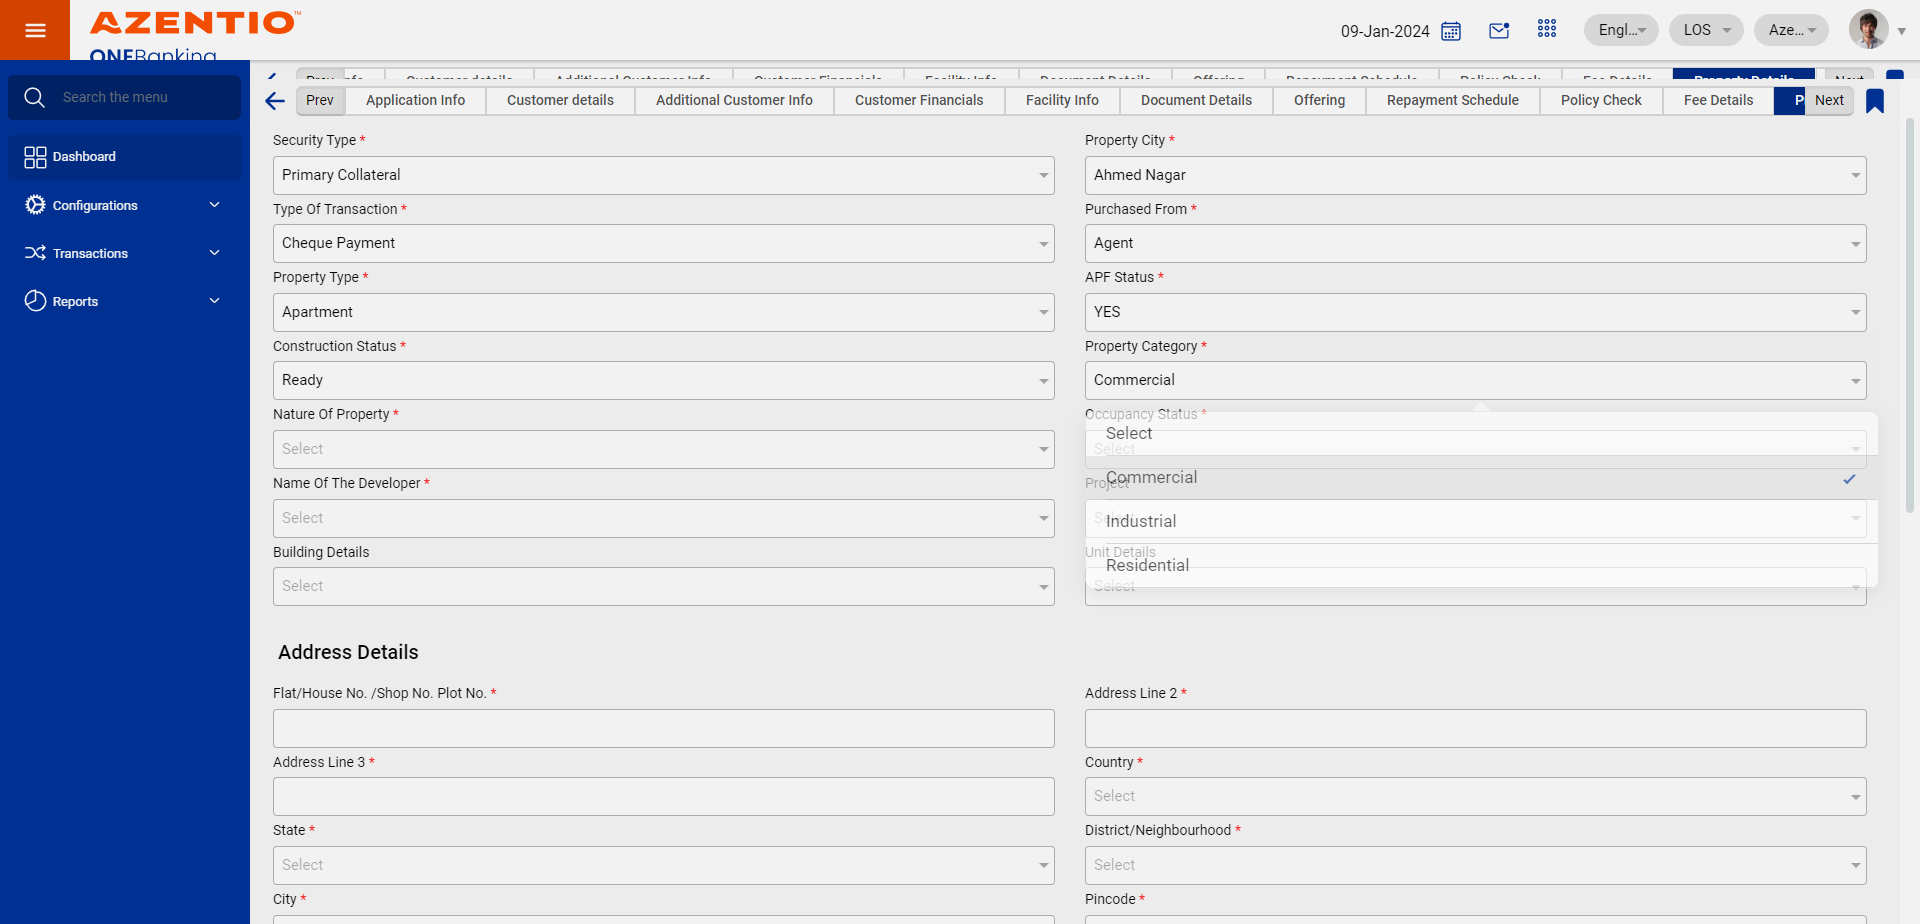 AZENTIO™
ONEBanking
09-Jan-2024
Engl...
LOS
Aze...
Search the menu
Dashboard
Configurations
Transactions
Reports
Prev
Application Info
Customer details
Additional Customer Info
Customer Financials
Facility Info
Document Details
Offering
Repayment Schedule
Policy Check
Fee Details
P
Next
Security Type *
Primary Collateral
Property City *
Ahmed Nagar
Type Of Transaction *
Cheque Payment
Purchased From *
Agent
Property Type *
Apartment
APF Status *
YES
Construction Status *
Ready
Property Category *
Commercial
Nature Of Property *
Select
Occupancy Status *
Select
Select
Commercial
Name Of The Developer *
Select
Project
Select
Industrial
Building Details
Select
Unit Details
Residential
Select
Address Details
Flat/House No. /Shop No. Plot No. *
Address Line 2 *
Address Line 3 *
Country *
Select
State *
Select
District/Neighbourhood *
Select
City *
Pincode *